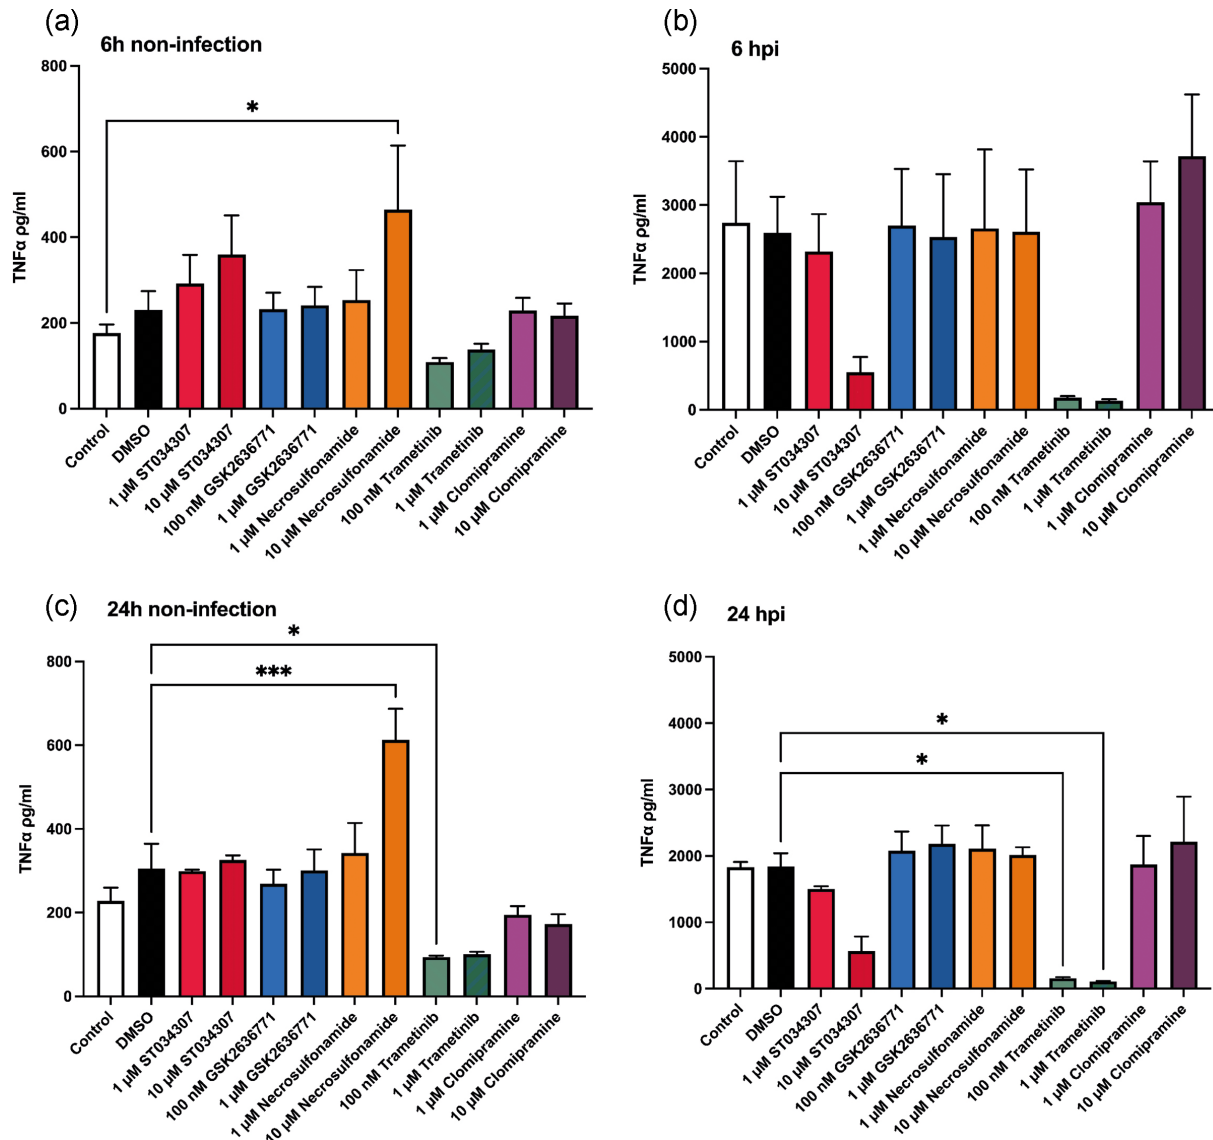 (a)
6h non-infection
800
600
400
200
0
TNFα ρg/ml
*
Control
DMSO
1 µM ST034307
10 µM ST034307
100 nM GSK2636771
1 µM GSK2636771
1 µM Necrosulfonamide
10 µM Necrosulfonamide
100 nM Trametinib
1 µM Trametinib
1 µM Clomipramine
10 µM Clomipramine
(b)
6 hpi
5000
4000
3000
2000
1000
0
TNFα ρg/ml
Control
DMSO
1 µM ST034307
10 µM ST034307
100 nM GSK2636771
1 µM GSK2636771
1 µM Necrosulfonamide
10 µM Necrosulfonamide
100 nM Trametinib
1 µM Trametinib
1 µM Clomipramine
10 µM Clomipramine
(c)
24h non-infection
800
600
400
200
0
TNFα ρg/ml
*
***
Control
DMSO
1 µM ST034307
10 µM ST034307
100 nM GSK2636771
1 µM GSK2636771
1 µM Necrosulfonamide
10 µM Necrosulfonamide
100 nM Trametinib
1 µM Trametinib
1 µM Clomipramine
10 µM Clomipramine
(d)
24 hpi
5000
4000
3000
2000
1000
0
TNFα ρg/ml
*
*
Control
DMSO
1 µM ST034307
10 µM ST034307
100 nM GSK2636771
1 µM GSK2636771
1 µM Necrosulfonamide
10 µM Necrosulfonamide
100 nM Trametinib
1 µM Trametinib
1 µM Clomipramine
10 µM Clomipramine